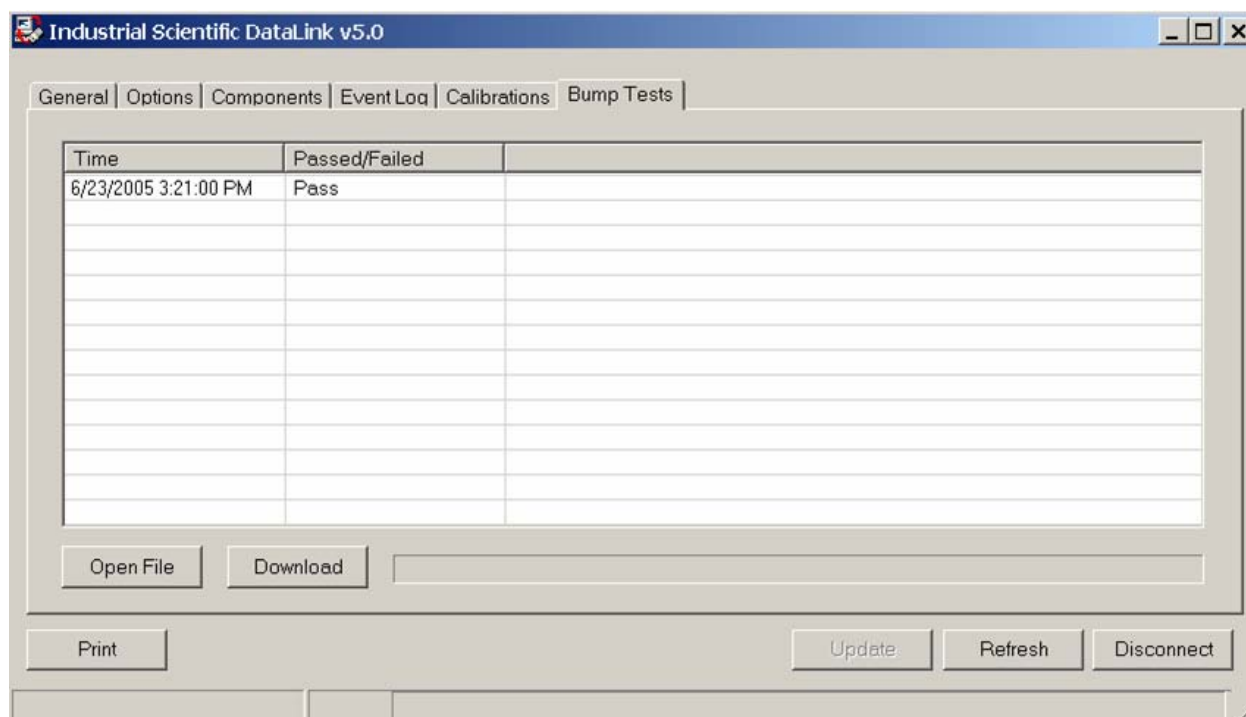 Industrial Scientific DataLink v5.0
General Options Components Event Log Calibrations Bump Tests
Time Passed/Failed
6/23/2005 3:21:00 PM Pass
Open File Download
Print Update Refresh Disconnect